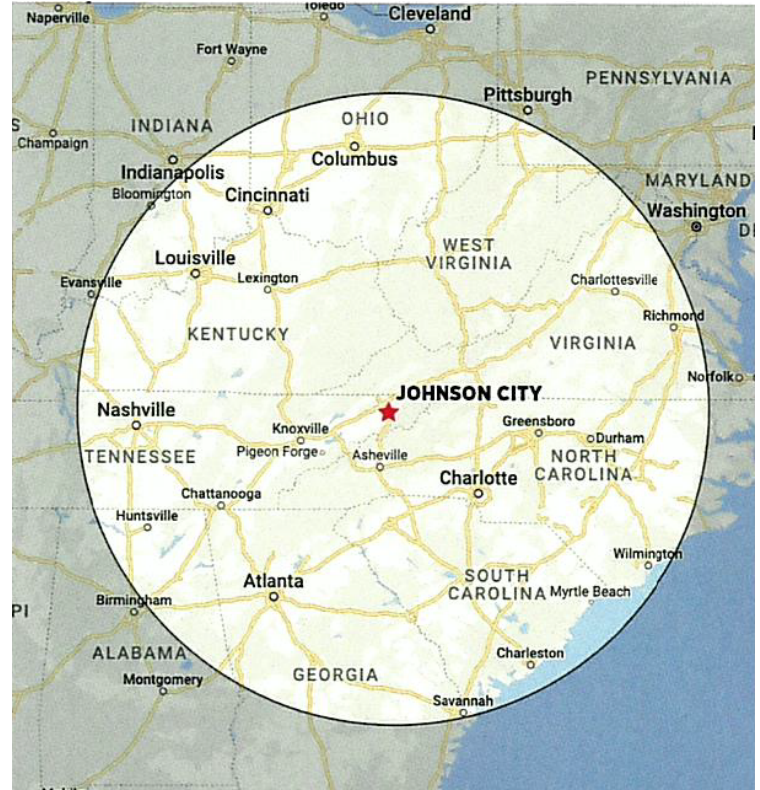 Naperville
Toledo
Cleveland
Fort Wayne
PENNSYLVANIA
Pittsburgh
OHIO
INDIANA
Champaign
Columbus
Indianapolis
MARYLAND
Bloomington
Cincinnati
Washington
WEST
VIRGINIA
Louisville
Lexington
Charlottesville
Evansville
Richmond
KENTUCKY
VIRGINIA
Norfolk
JOHNSON CITY
Nashville
Greensboro
Knoxville
Durham
Pigeon Forge
Asheville
TENNESSEE
NORTH
CAROLINA
Charlotte
Chattanooga
Huntsville
Wilmington
Atlanta
SOUTH
CAROLINA
Myrtle Beach
Birmingham
ALABAMA
Charleston
GEORGIA
Montgomery
Savannah